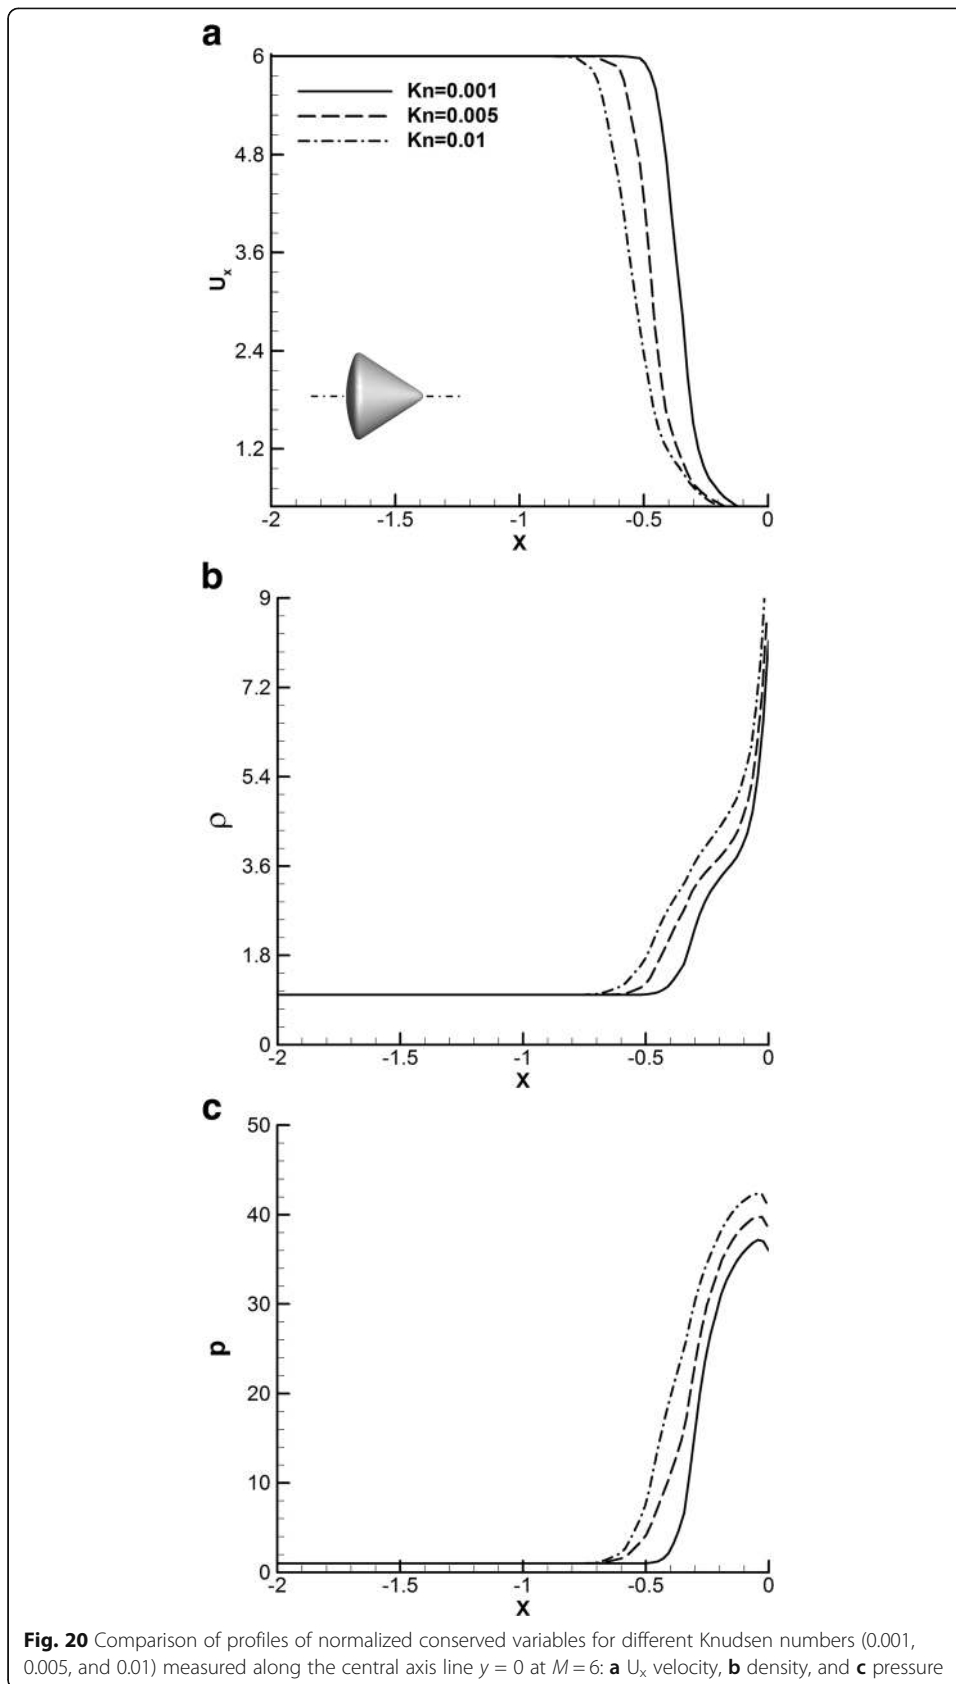 a
6
4.8
3.6
2.4
1.2
Uₓ
Kn=0.001
Kn=0.005
Kn=0.01
-2 -1.5 -1 -0.5 0
X
b
9
7.2
5.4
3.6
1.8
0
ρ
-2 -1.5 -1 -0.5 0
X
c
50
40
30
20
10
0
p
-2 -1.5 -1 -0.5 0
X
Fig. 20 Comparison of profiles of normalized conserved variables for different Knudsen numbers (0.001,
0.005, and 0.01) measured along the central axis line y = 0 at M = 6: a Uₓ velocity, b density, and c pressure